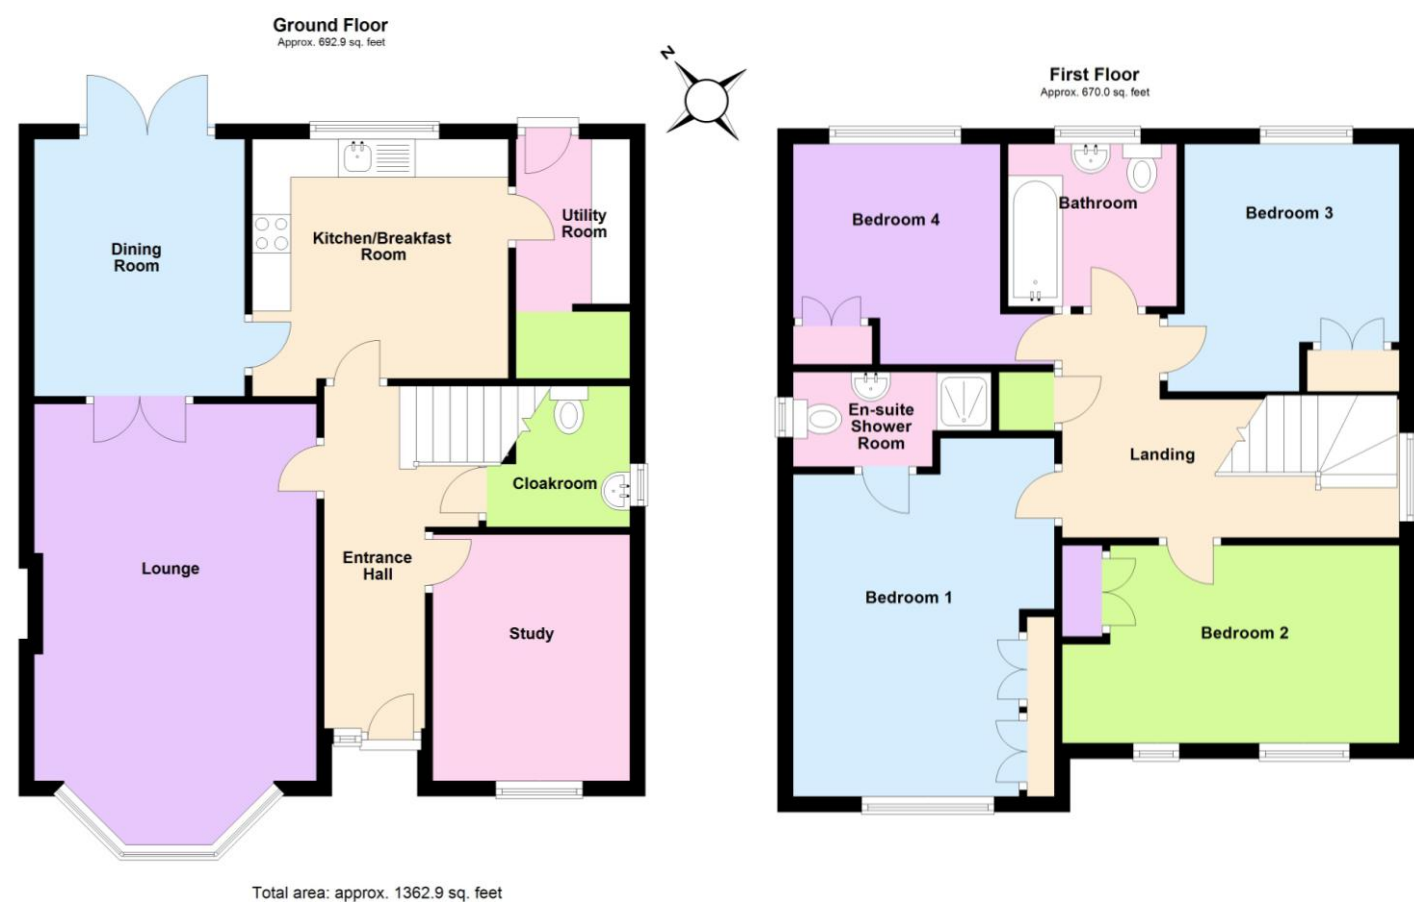 Ground Floor
Approx. 692.9 sq. feet
N
First Floor
Approx. 670.0 sq. feet
Dining
Room
Kitchen/Breakfast
Room
Utility
Room
Lounge
Entrance
Hall
Cloakroom
Study
Bedroom 4
Bathroom
Bedroom 3
En-suite
Shower
Room
Landing
Bedroom 1
Bedroom 2
Total area: approx. 1362.9 sq. feet